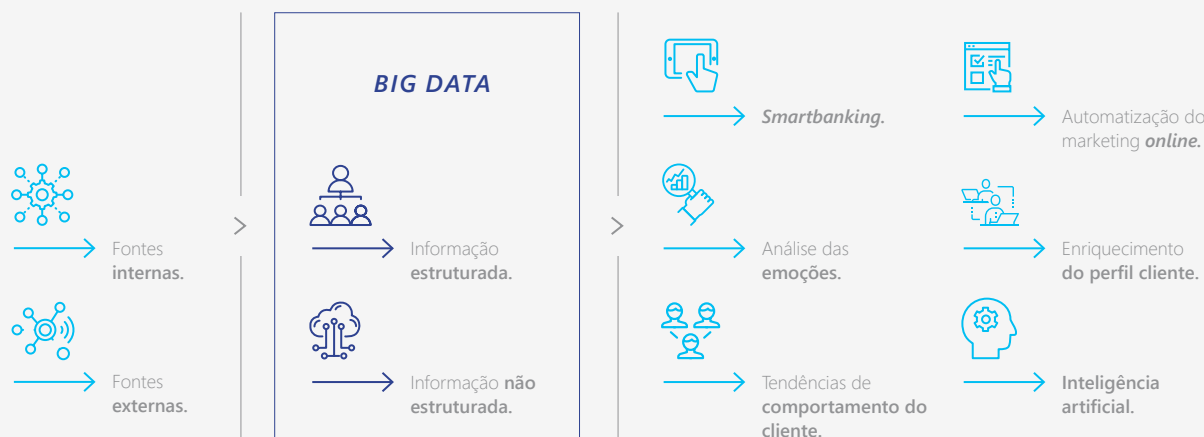 BIG DATA
Fontes
internas.
Fontes
externas.
Informação
estruturada.
Informação não
estruturada.
Smartbanking.
Automatização do
marketing online.
Análise das
emoções.
Enriquecimento
do perfil cliente.
Tendências de
comportamento do
cliente.
Inteligência
artificial.